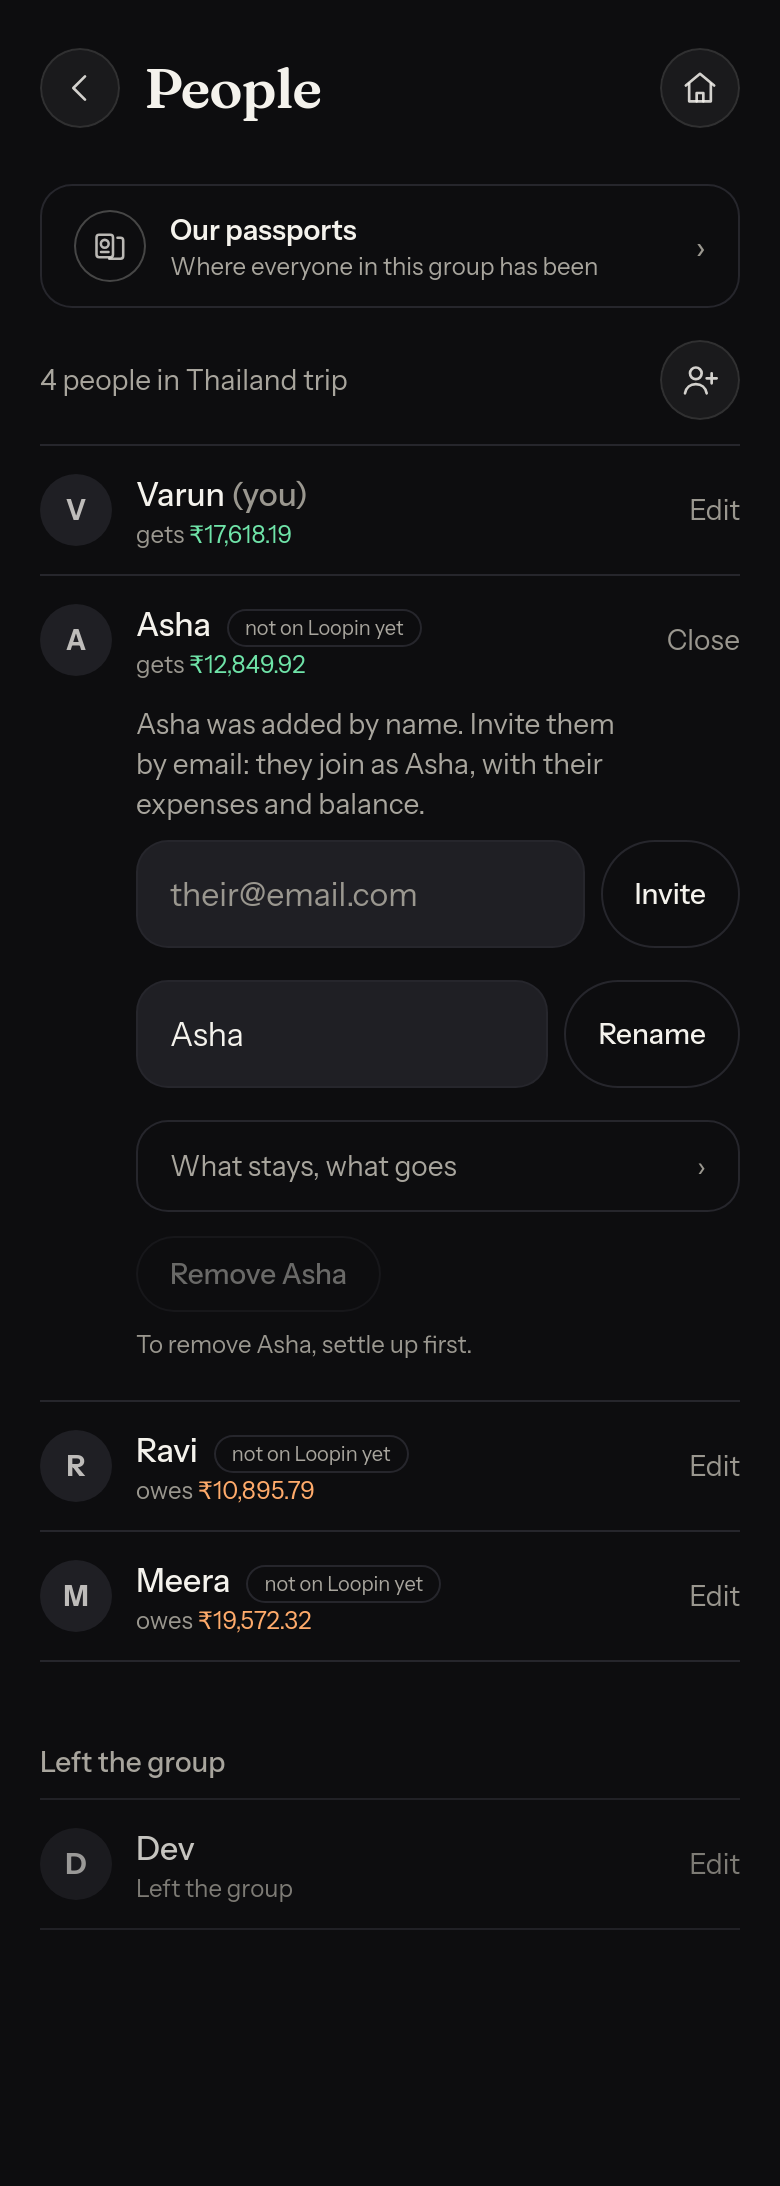 People
Our passports
Where everyone in this group has been
›
4 people in Thailand trip
V
Varun (you)
gets ₹17,618.19
Edit
A
Asha not on Loopin yet
gets ₹12,849.92
Close
Asha was added by name. Invite them
by email: they join as Asha, with their
expenses and balance.
their@email.com
Invite
Asha
Rename
What stays, what goes ›
Remove Asha
To remove Asha, settle up first.
R
Ravi not on Loopin yet
owes ₹10,895.79
Edit
M
Meera not on Loopin yet
owes ₹19,572.32
Edit
Left the group
D
Dev
Left the group
Edit